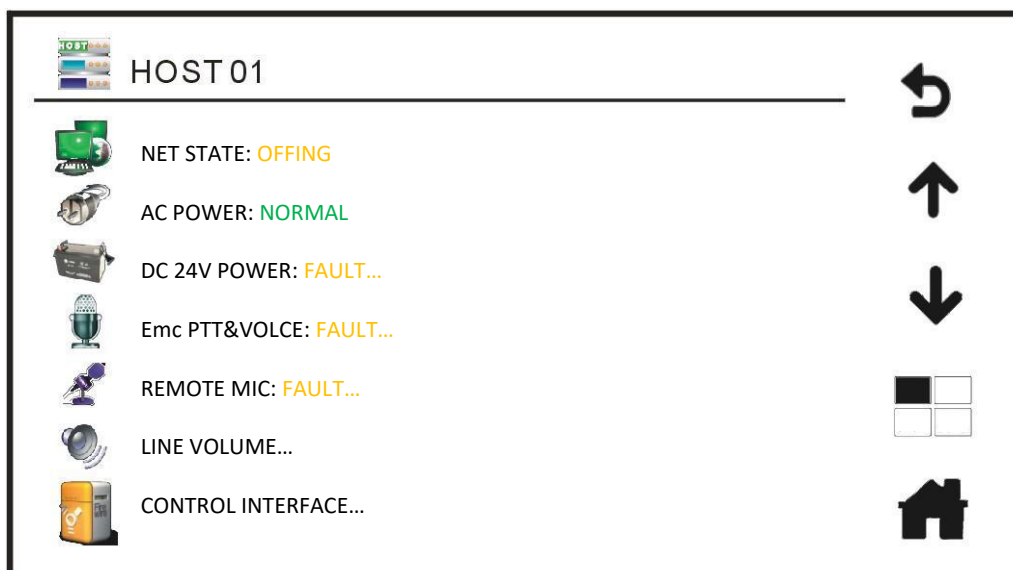 HOST
HOST 01
NET STATE: OFFING
AC POWER: NORMAL
DC 24V POWER: FAULT...
Emc PTT&VOLCE: FAULT...
REMOTE MIC: FAULT...
LINE VOLUME...
CONTROL INTERFACE...